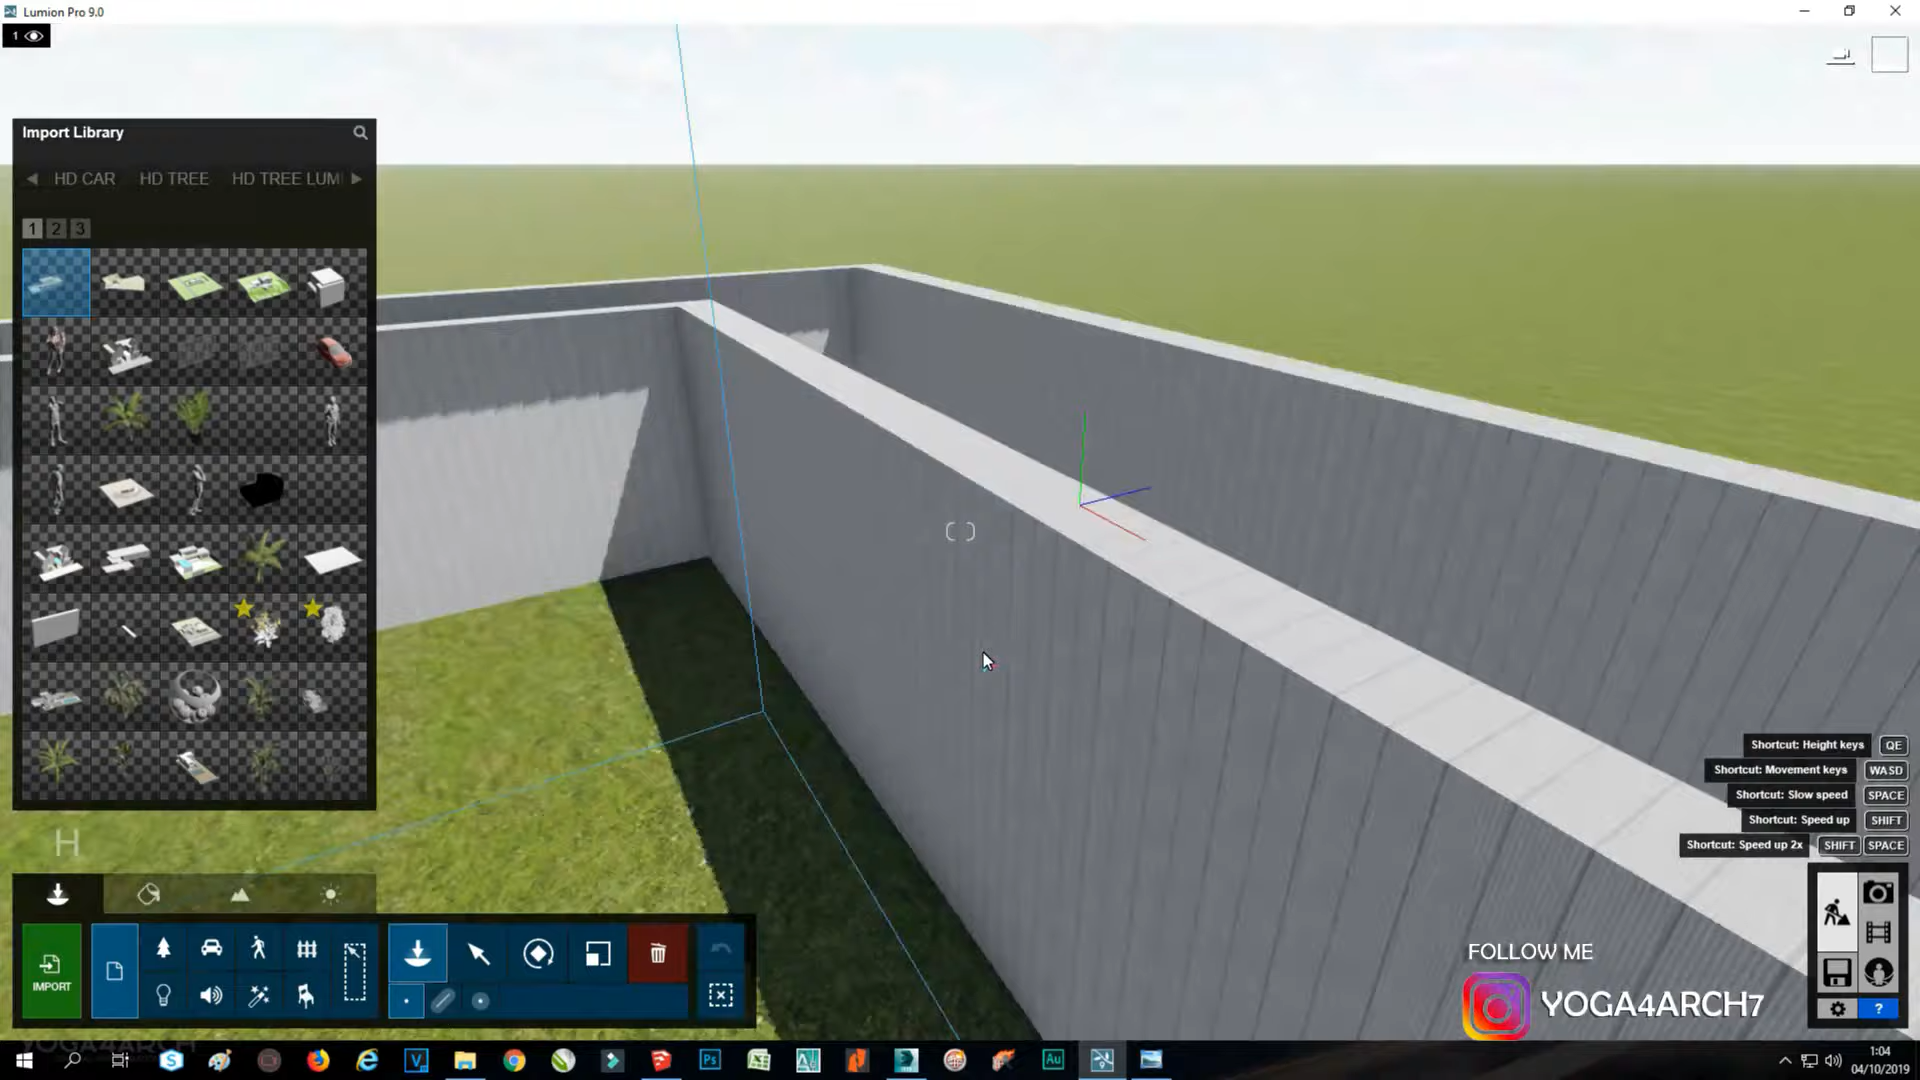 Lumion Pro 9.0
1
Import Library
HD CAR HD TREE HD TREE LUM
1 2 3
Shortcut: Height keys QE
Shortcut: Movement keys WASD
Shortcut: Slow speed SPACE
Shortcut: Speed up SHIFT
Shortcut: Speed up 2x SHIFT SPACE
H
IMPORT
FOLLOW ME
YOGA4ARCH7
?
Ps
Au
1:04
04/10/2019